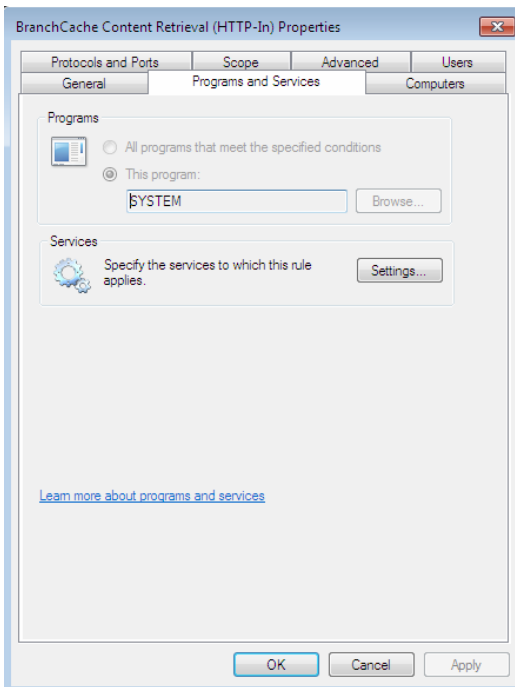 BranchCache Content Retrieval (HTTP-In) Properties
Protocols and Ports
Scope
Advanced
Users
General
Programs and Services
Computers
Programs
All programs that meet the specified conditions
This program:
SYSTEM
Browse...
Services
Specify the services to which this rule
applies.
Settings...
Learn more about programs and services
OK
Cancel
Apply